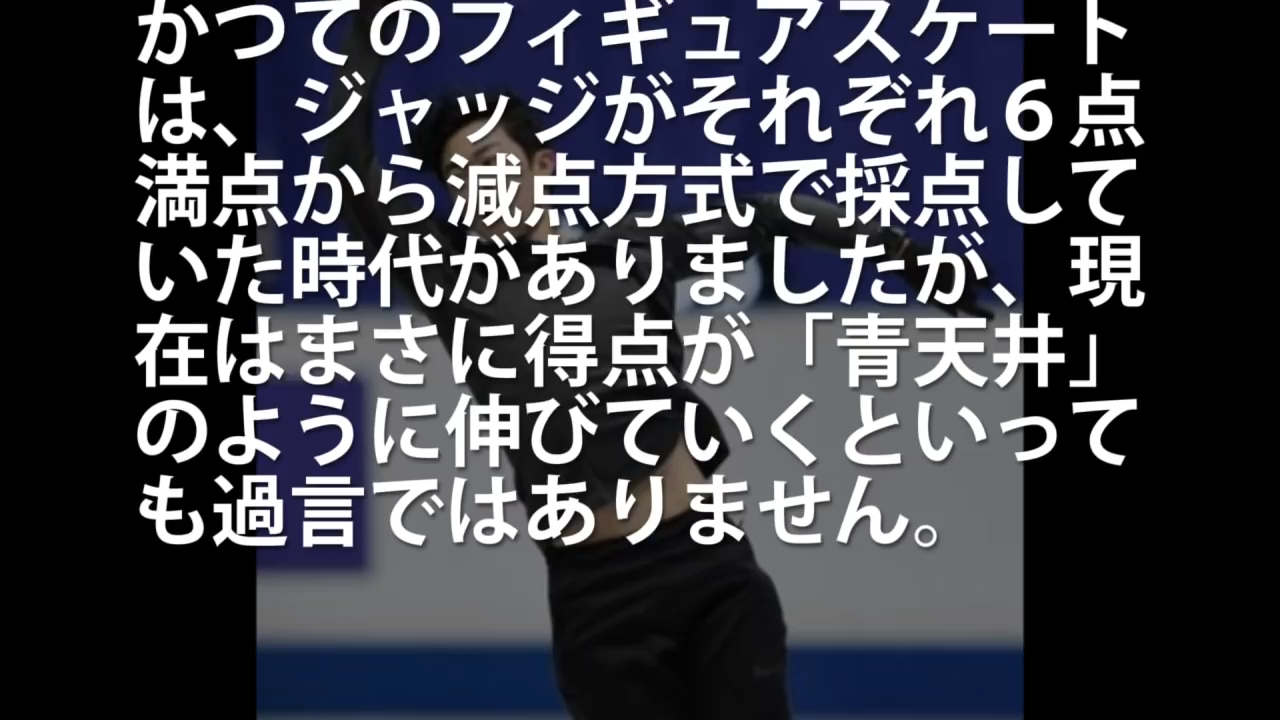 かつてのフィギュアスケート
は、ジャッジがそれぞれ６点
満点から減点方式で採点して
いた時代がありましたが、現
在はまさに得点が「青天井」
のように伸びていくといって
も過言ではありません。